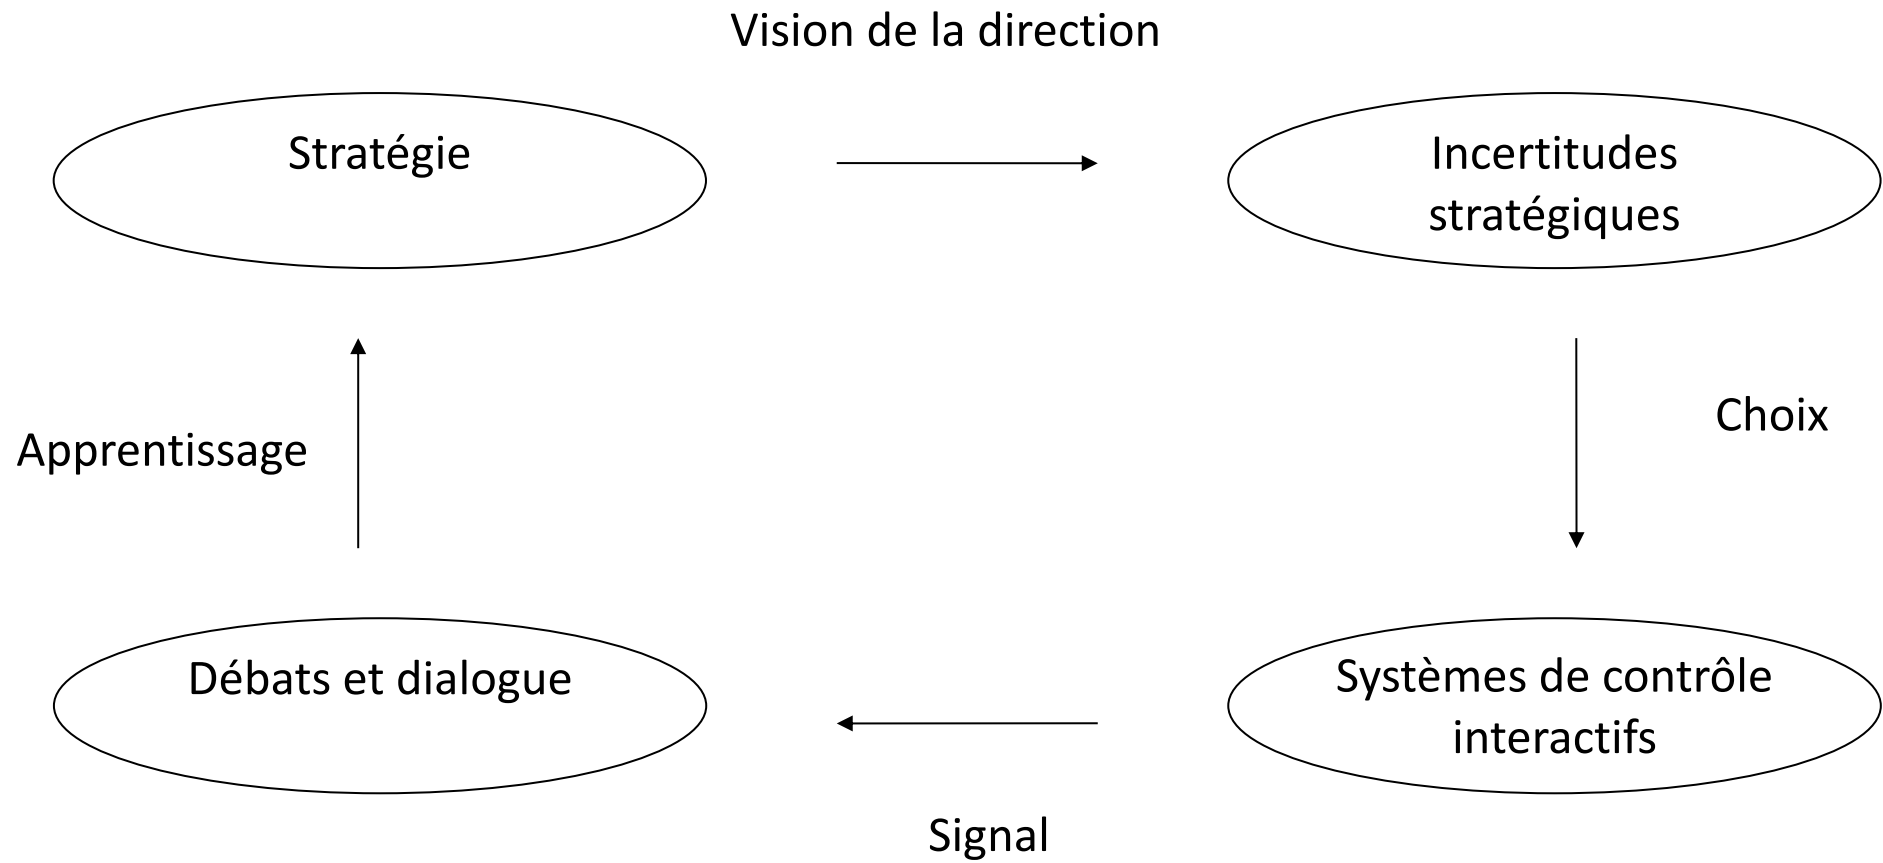 Vision de la direction
Stratégie
Incertitudes
stratégiques
Choix
Apprentissage
Débats et dialogue
Systèmes de contrôle
interactifs
Signal